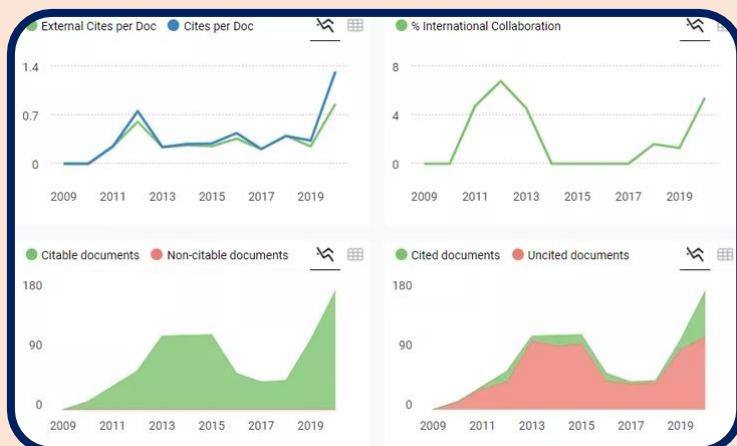 External Cites per Doc Cites per Doc
1.4
0.7
0
2009 2011 2013 2015 2017 2019
% International Collaboration
8
4
0
2009 2011 2013 2015 2017 2019
Citable documents Non-citable documents
180
90
0
2009 2011 2013 2015 2017 2019
Cited documents Uncited documents
180
90
0
2009 2011 2013 2015 2017 2019